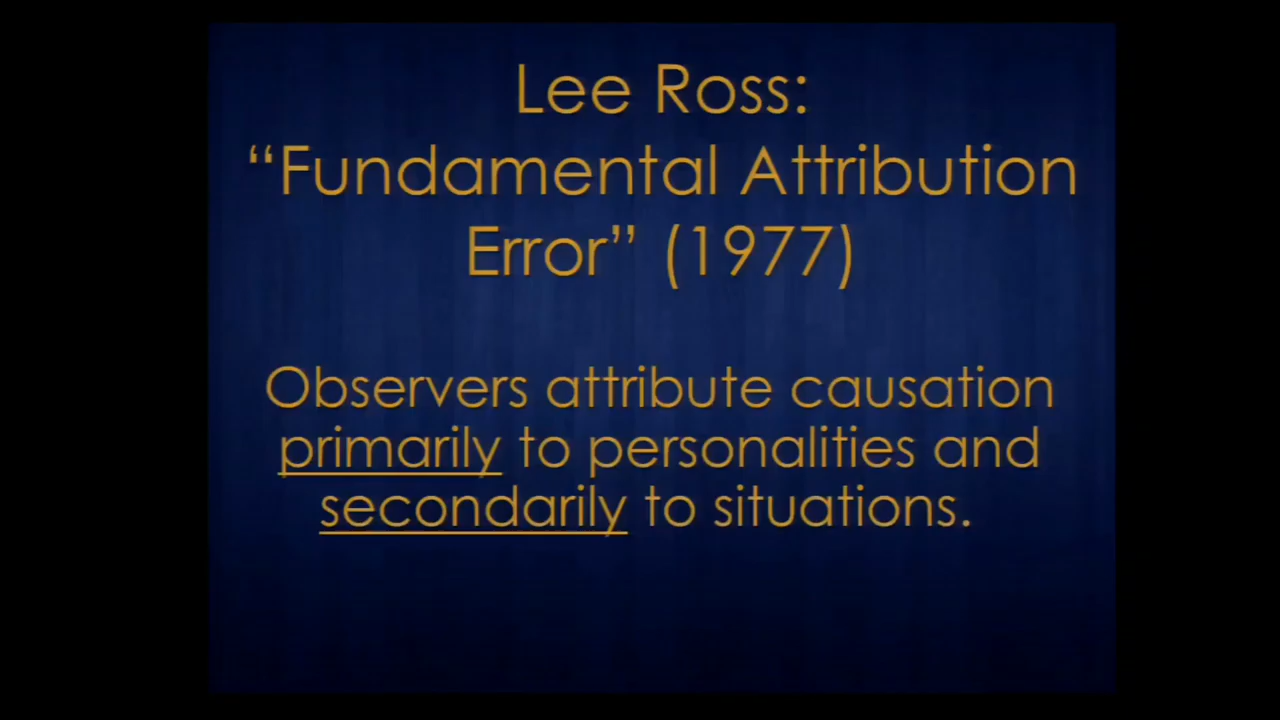 Lee Ross:
“Fundamental Attribution
Error” (1977)
Observers attribute causation
primarily to personalities and
secondarily to situations.